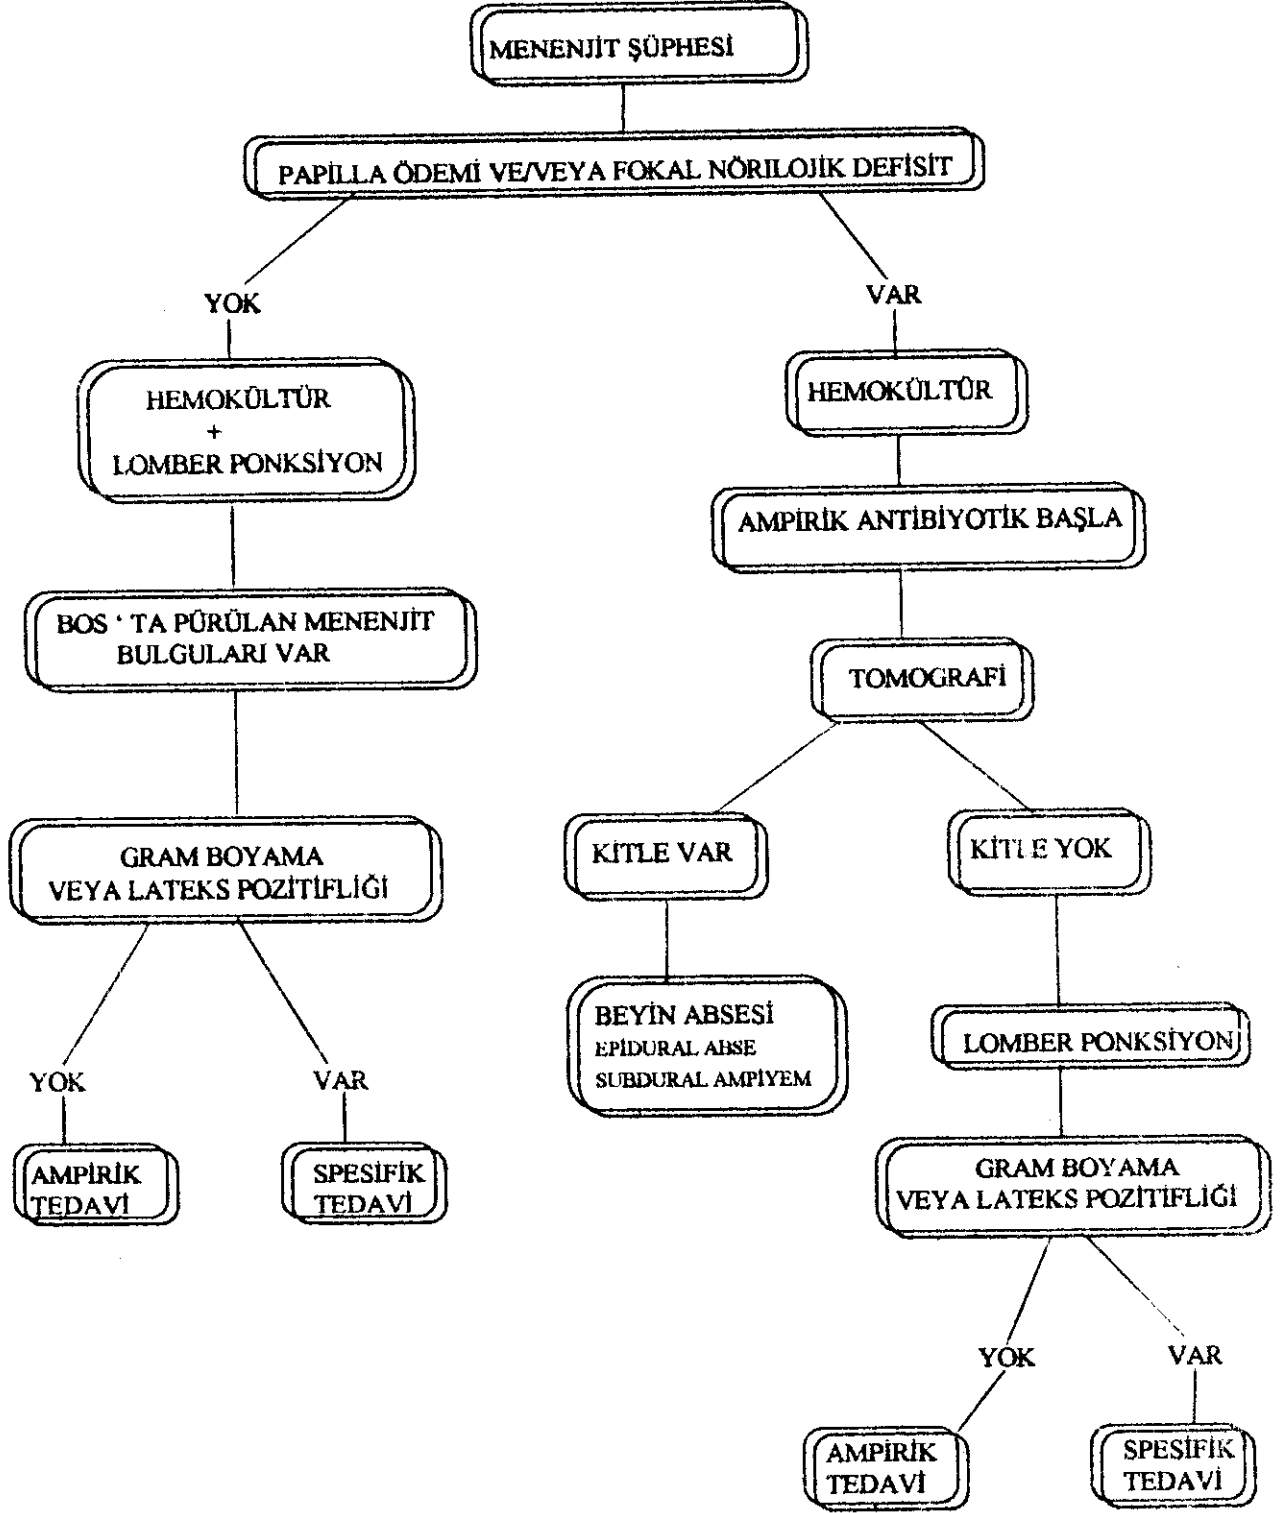 MENENJİT ŞÜPHESİ
PAPİLLA ÖDEMİ VE/VEYA FOKAL NÖRILOJİK DEFİSİT
YOK
VAR
HEMOKÜLTÜR
+
LOMBER PONKSİYON
HEMOKÜLTÜR
AMPİRİK ANTİBİYOTİK BAŞLA
BOS ‘ TA PÜRÜLAN MENENJİT
BULGULARI VAR
TOMOGRAFİ
GRAM BOYAMA
VEYA LATEKS POZİTİFLİĞİ
KİTLE VAR
KİTLE YOK
BEYİN ABSESİ
EPİDURAL ABSE
SUBDURAL AMPİYEM
LOMBER PONKSİYON
YOK
VAR
AMPİRİK
TEDAVİ
SPESİFİK
TEDAVİ
GRAM BOYAMA
VEYA LATEKS POZİTİFLİĞİ
YOK
VAR
AMPİRİK
TEDAVİ
SPESİFİK
TEDAVİ